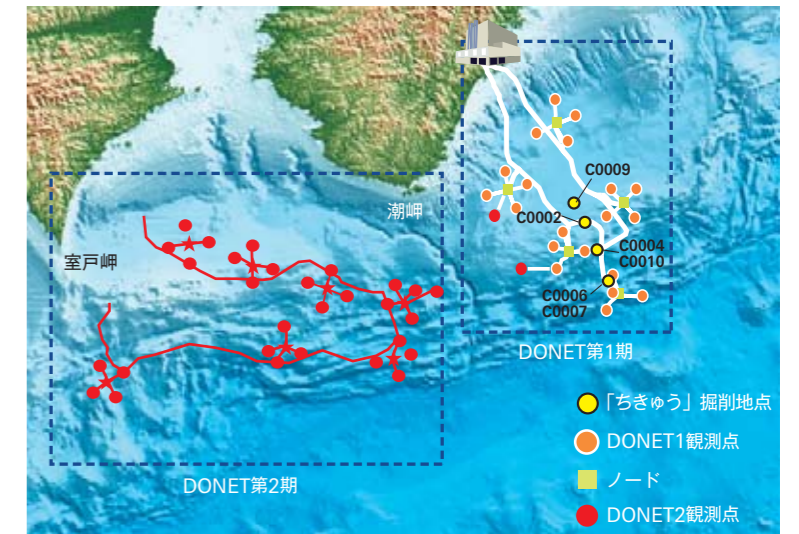 C0009
潮岬
C0002
室戸岬
C0004
C0010
C0006
C0007
DONET第1期
「ちきゅう」掘削地点
DONET1観測点
ノード
DONET第2期
DONET2観測点